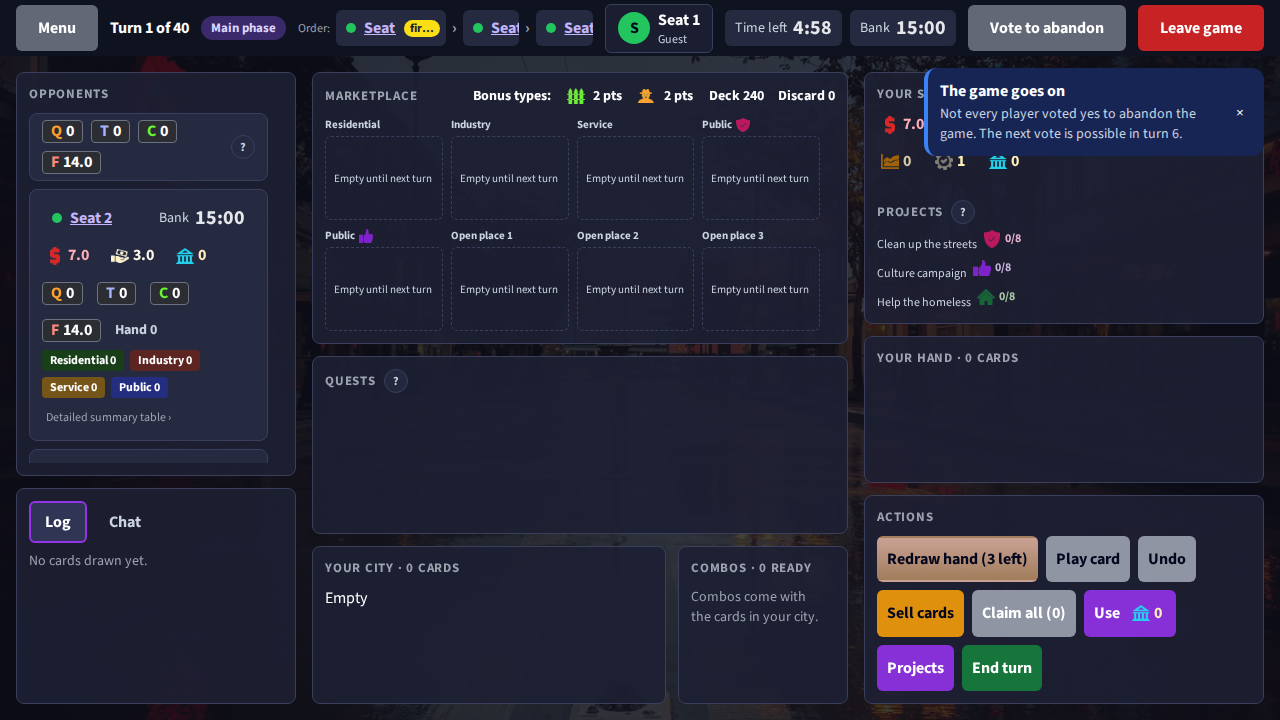 Menu
Turn 1 of 40
Main phase
Order:
Seat
fir…
›
Seat
›
Seat
S
Seat 1
Guest
Time left 4:58
Bank 15:00
Vote to abandon
Leave game
OPPONENTS
Q 0
T 0
C 0
F 14.0
?
Seat 2
Bank 15:00
7.0
3.0
0
Q 0
T 0
C 0
F 14.0
Hand 0
Residential 0
Industry 0
Service 0
Public 0
Detailed summary table ›
Log
Chat
No cards drawn yet.
MARKETPLACE
Bonus types:
2 pts
2 pts
Deck 240
Discard 0
Residential
Industry
Service
Public
Empty until next turn
Empty until next turn
Empty until next turn
Empty until next turn
Public
Open place 1
Open place 2
Open place 3
Empty until next turn
Empty until next turn
Empty until next turn
Empty until next turn
QUESTS
?
YOUR CITY · 0 CARDS
Empty
COMBOS · 0 READY
Combos come with
the cards in your city.
YOUR S
7.0
The game goes on
Not every player voted yes to abandon the
game. The next vote is possible in turn 6.
×
0
1
0
PROJECTS
?
Clean up the streets
0/8
Culture campaign
0/8
Help the homeless
0/8
YOUR HAND · 0 CARDS
ACTIONS
Redraw hand (3 left)
Play card
Undo
Sell cards
Claim all (0)
Use
0
Projects
End turn